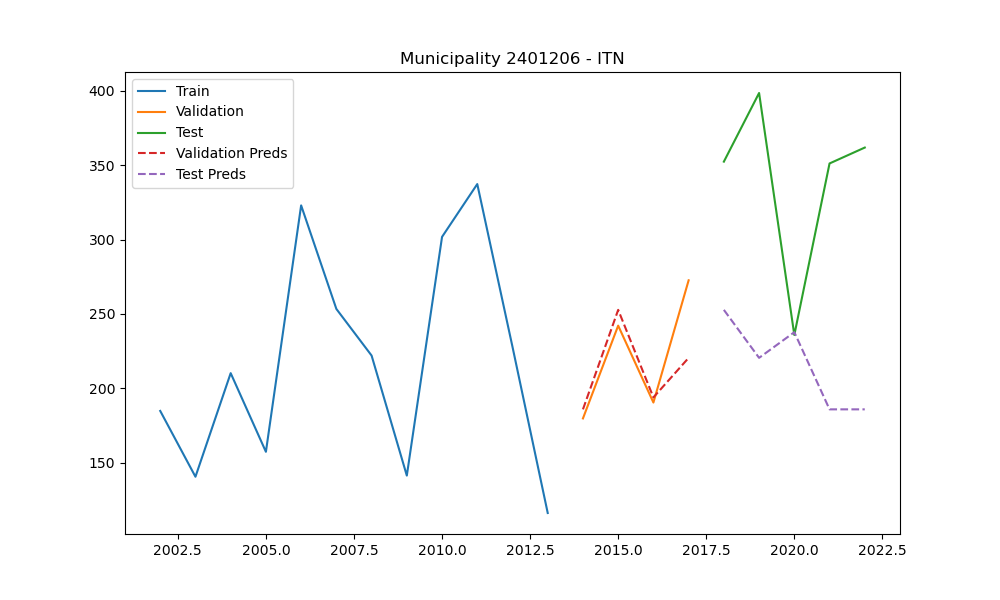 Municipality 2401206 - ITN
Train
Validation
Test
Validation Preds
Test Preds
400
350
300
250
200
150
2002.5 2005.0 2007.5 2010.0 2012.5 2015.0 2017.5 2020.0 2022.5